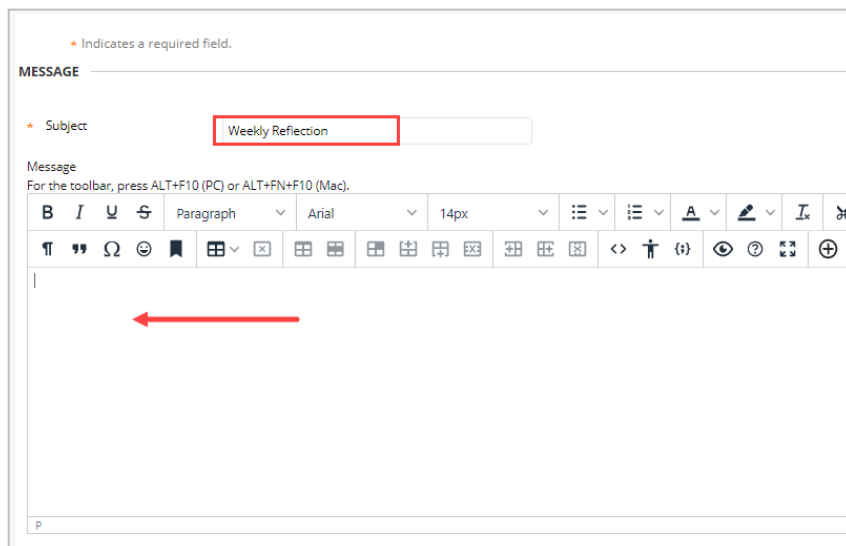 * Indicates a required field.
MESSAGE
* Subject
Weekly Reflection
Message
For the toolbar, press ALT+F10 (PC) or ALT+FN+F10 (Mac).
B I U S Paragraph Arial 14px A Ix
¶ " Ω <> {;} ?
P